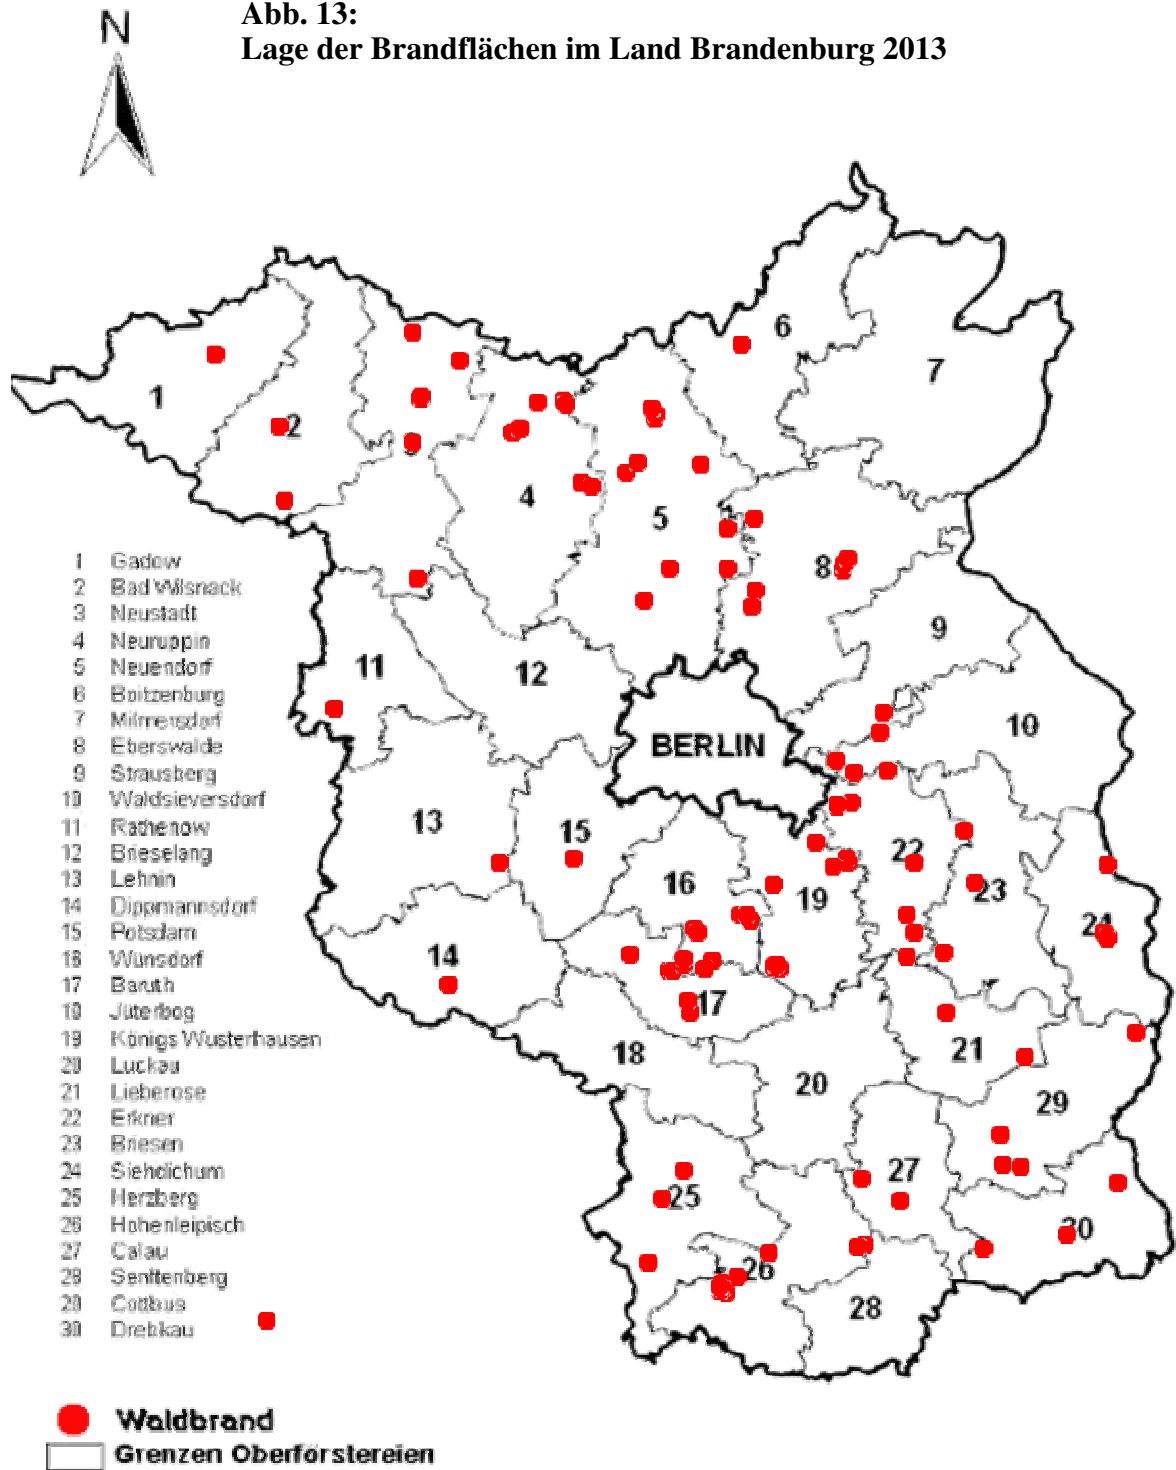 Abb. 13:
Lage der Brandflächen im Land Brandenburg 2013
N
6
7
1
2
4
5
8
9
11
12
10
BERLIN
13
15
22
16
19
23
24
14
17
18
21
20
29
27
25
30
26
28
1 Gadow
2 Bad Wilsnack
3 Neustadt
4 Neuruppin
5 Neuendorf
6 Boitzenburg
7 Milmersdorf
8 Eberswalde
9 Strausberg
10 Waldsieversdorf
11 Rathenow
12 Brieselang
13 Lehnin
14 Dippmannsdorf
15 Potsdam
16 Wünsdorf
17 Baruth
18 Jüterbog
19 Königs Wusterhausen
20 Luckau
21 Lieberose
22 Erkner
23 Briesen
24 Siehdichum
25 Herzberg
26 Hohenleipisch
27 Calau
28 Senftenberg
29 Cottbus
30 Drebkau
Waldbrand
Grenzen Oberförstereien